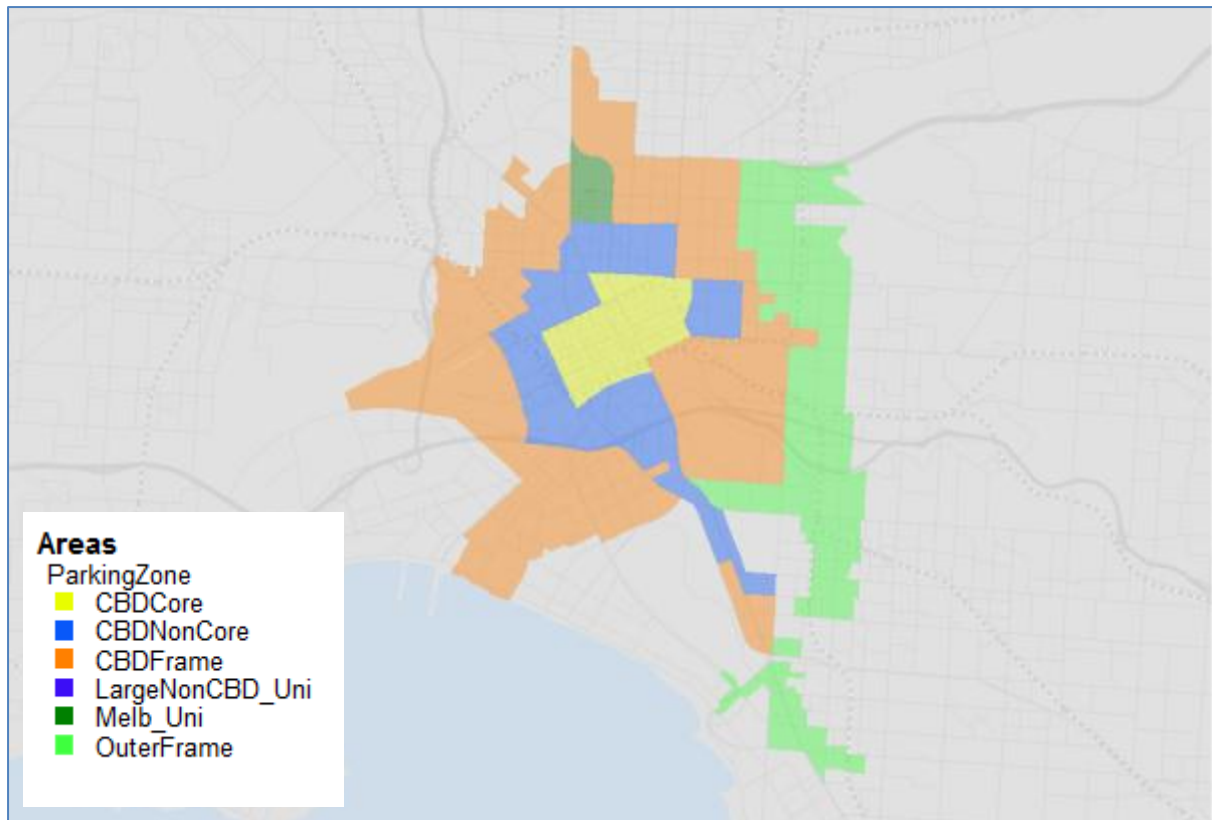 Areas
ParkingZone
CBDCore
CBDNonCore
CBDFrame
LargeNonCBD_Uni
Melb_Uni
OuterFrame